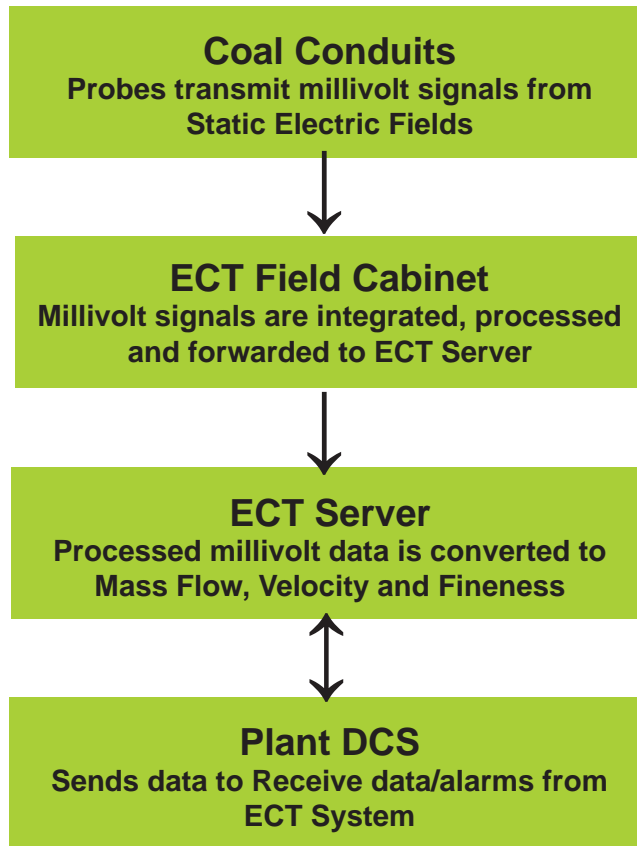 Coal Conduits
Probes transmit millivolt signals from
Static Electric Fields
ECT Field Cabinet
Millivolt signals are integrated, processed
and forwarded to ECT Server
ECT Server
Processed millivolt data is converted to
Mass Flow, Velocity and Fineness
Plant DCS
Sends data to Receive data/alarms from
ECT System